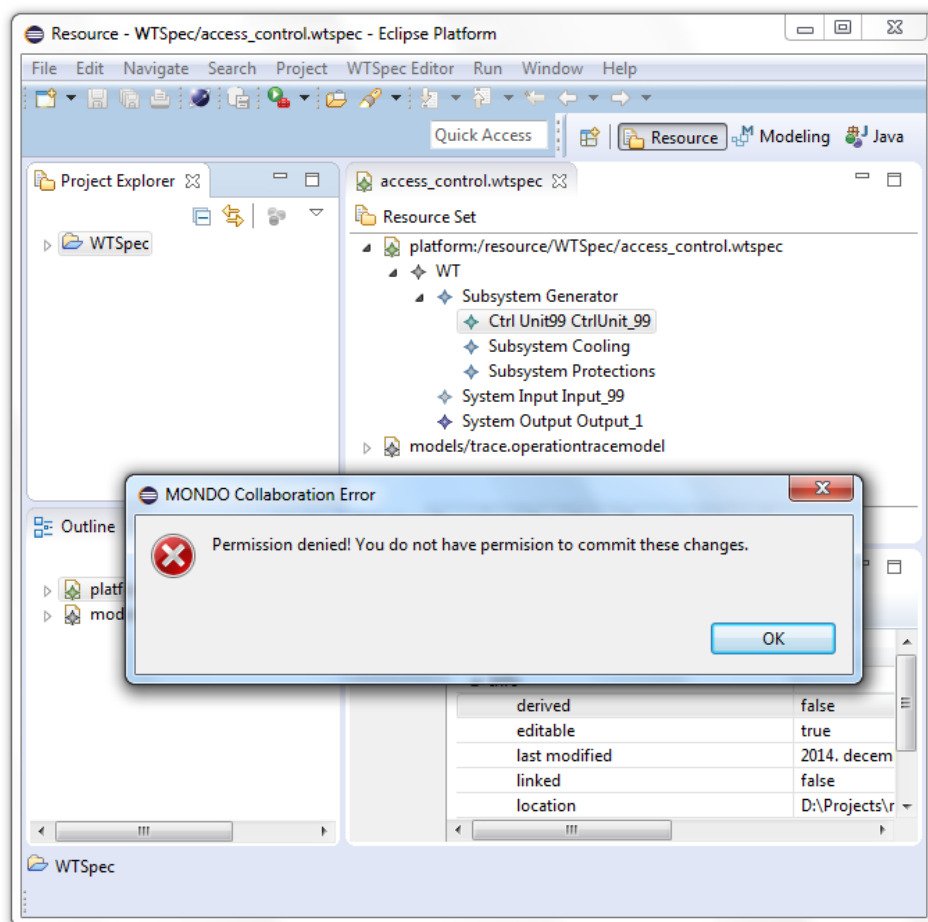 Resource - WTSpec/access_control.wtspec - Eclipse Platform
File Edit Navigate Search Project WTSpec Editor Run Window Help
Quick Access
Resource
Modeling
Java
Project Explorer
WTSpec
access_control.wtspec
Resource Set
platform:/resource/WTSpec/access_control.wtspec
WT
Subsystem Generator
Ctrl Unit99 CtrlUnit_99
Subsystem Cooling
Subsystem Protections
System Input Input_99
System Output Output_1
models/trace.operationtracemodel
MONDO Collaboration Error
Permission denied! You do not have permision to commit these changes.
OK
Outline
platf
mod
derived false
editable true
last modified 2014. decem
linked false
location D:\Projects\r
WTSpec